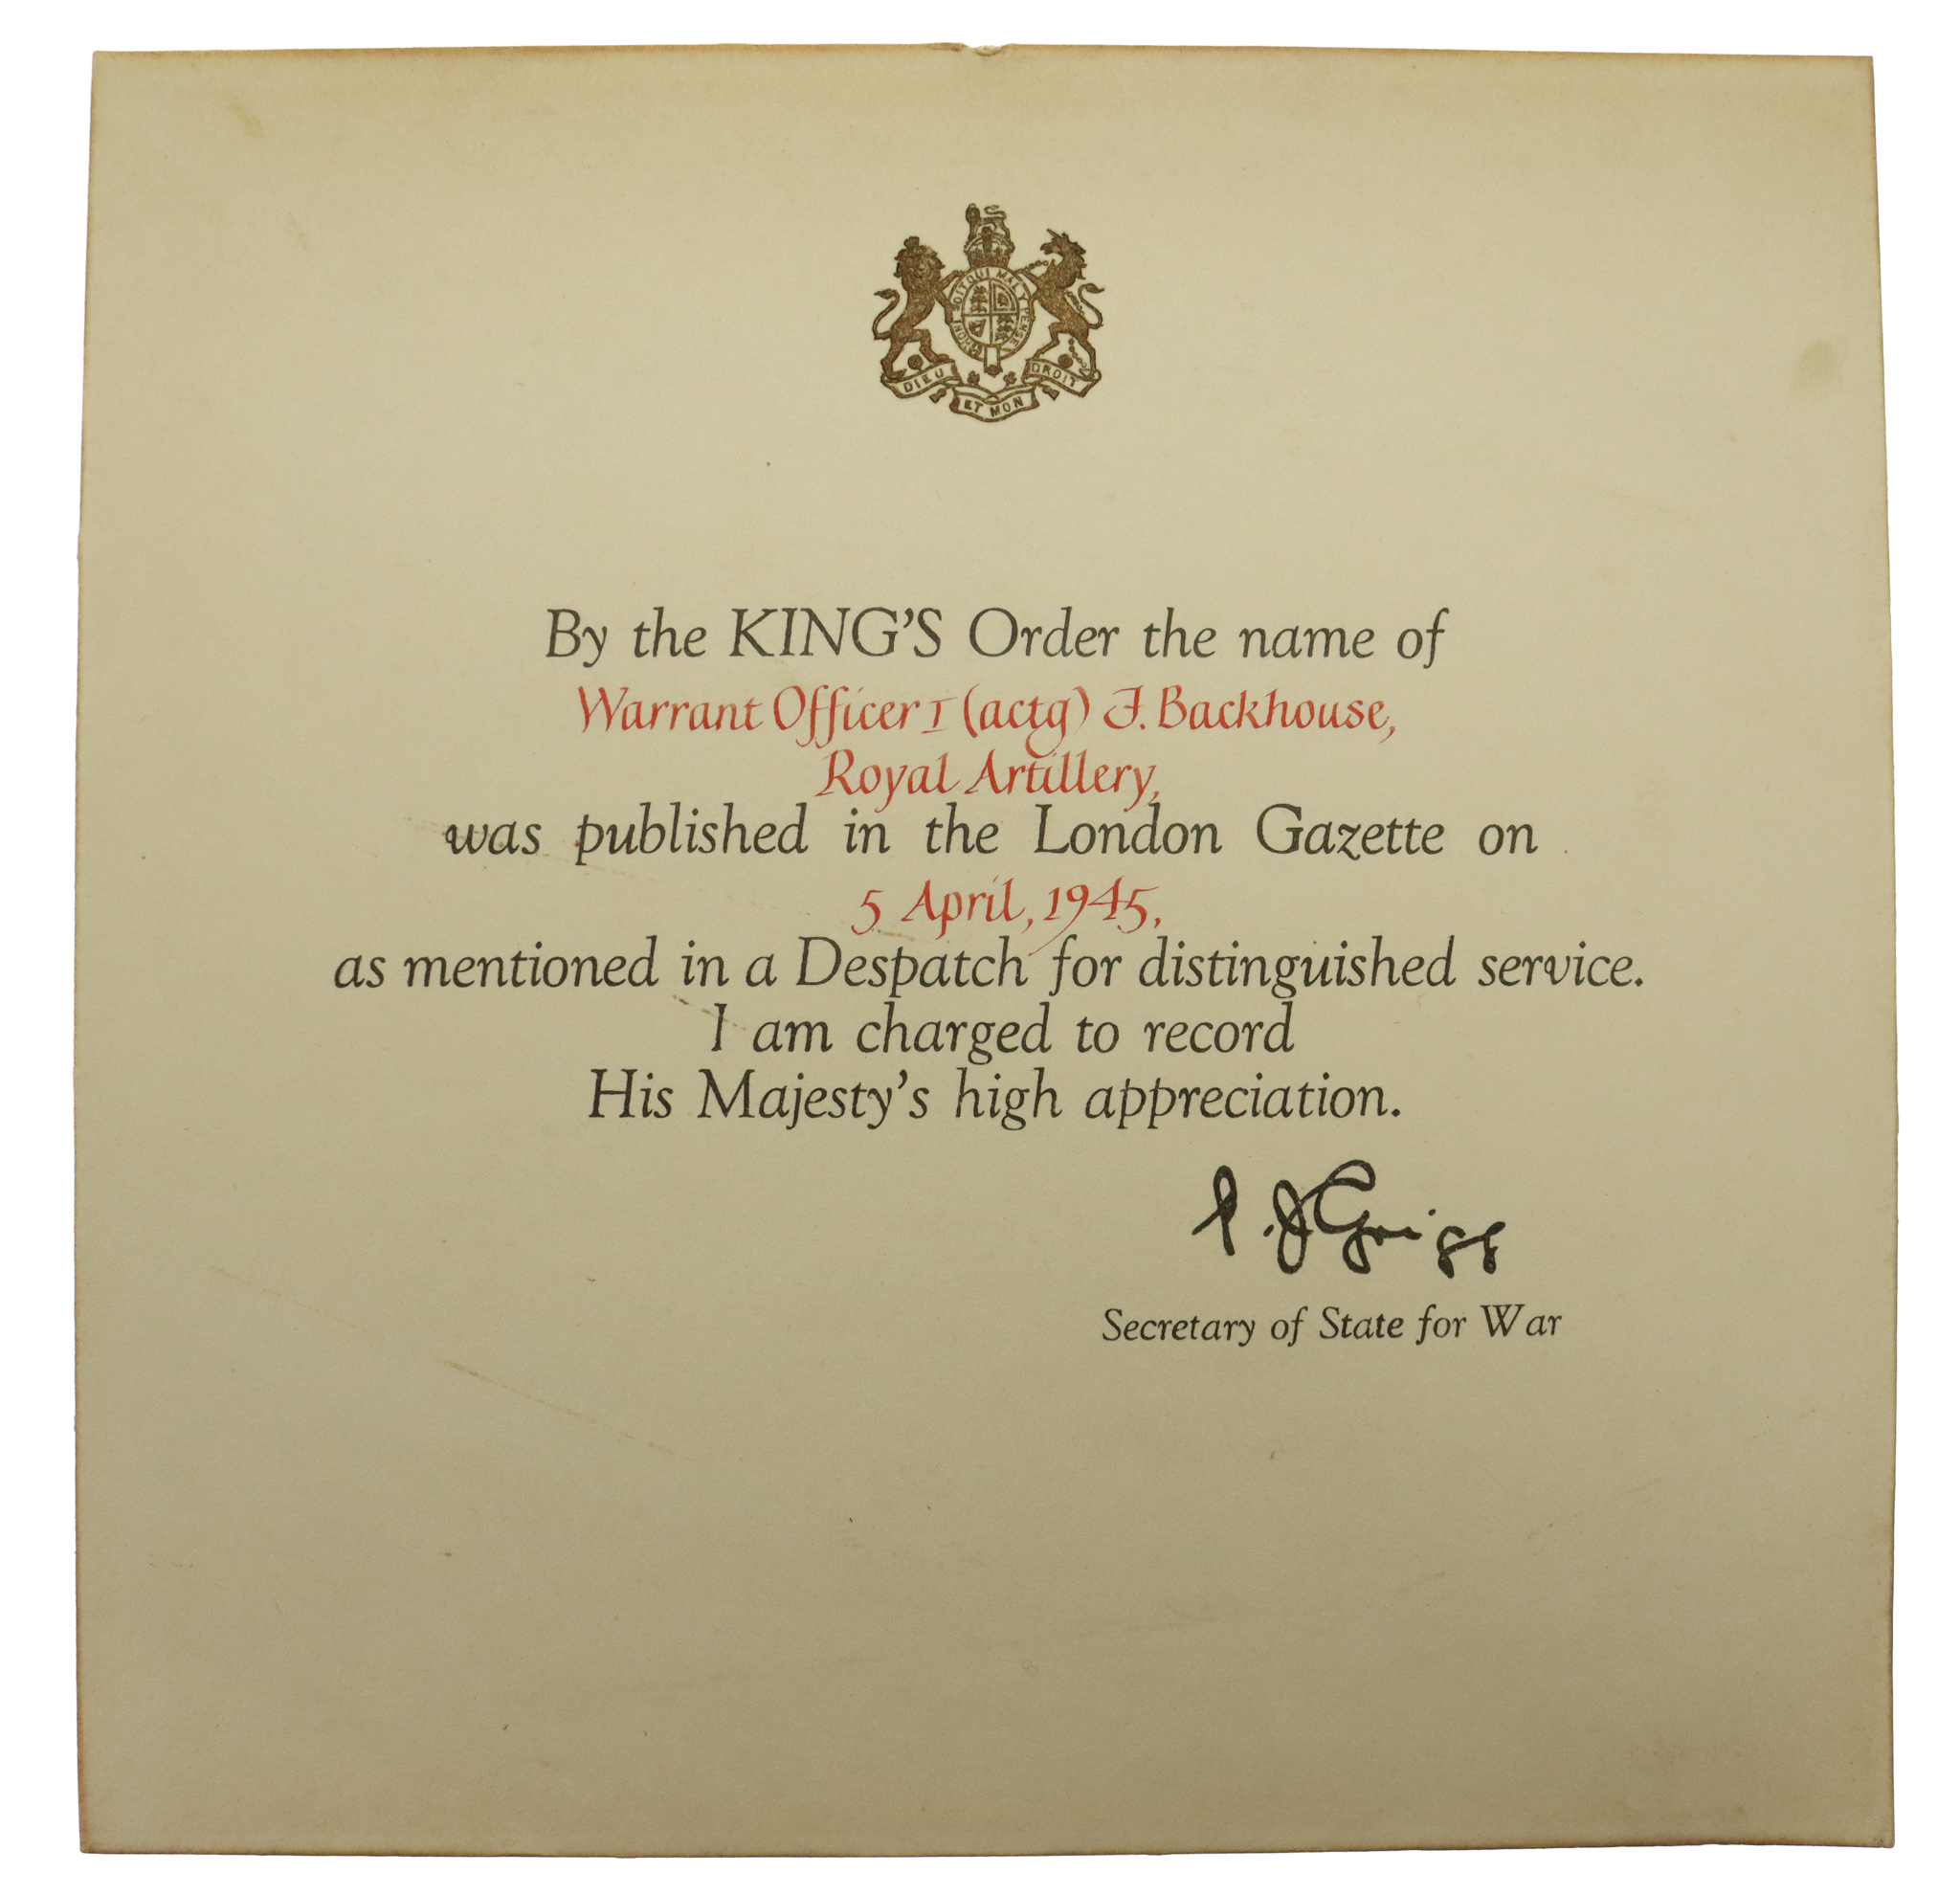 HONI SOIT QUI MAL Y PENSE
DIEU ET MON DROIT
By the KING'S Order the name of
Warrant Officer I (actg) F. Backhouse,
Royal Artillery,
was published in the London Gazette on
5 April, 1945,
as mentioned in a Despatch for distinguished service.
I am charged to record
His Majesty's high appreciation.
P. J. Grigg
Secretary of State for War